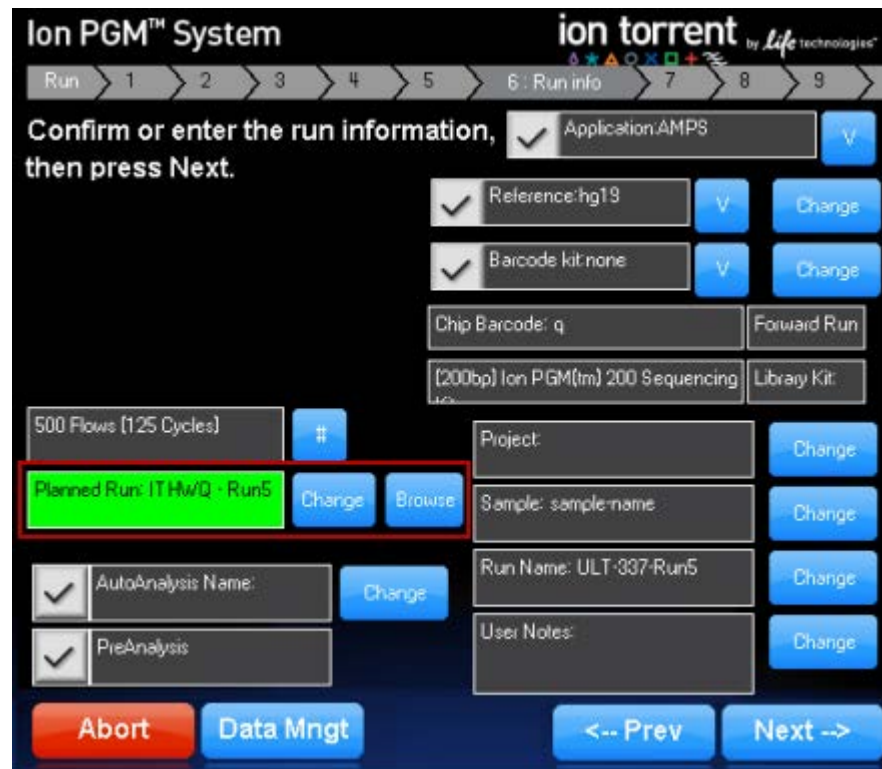 Ion PGM™ System
ion torrent
by life technologies™
Run 1 2 3 4 5 6 : Run info 7 8 9
Confirm or enter the run information,
then press Next.
Application:AMPS
V
Reference:hg19
V
Change
Barcode kit:none
V
Change
Chip Barcode: q
Forward Run
(200bp) Ion PGM(tm) 200 Sequencing
Library Kit:
500 Flows (125 Cycles)
#
Project:
Change
Planned Run: ITHWQ - Run5
Change
Browse
Sample: sample-name
Change
AutoAnalysis Name:
Change
Run Name: ULT-337-Run5
Change
PreAnalysis
User Notes:
Change
Abort
Data Mngt
<-- Prev
Next -->